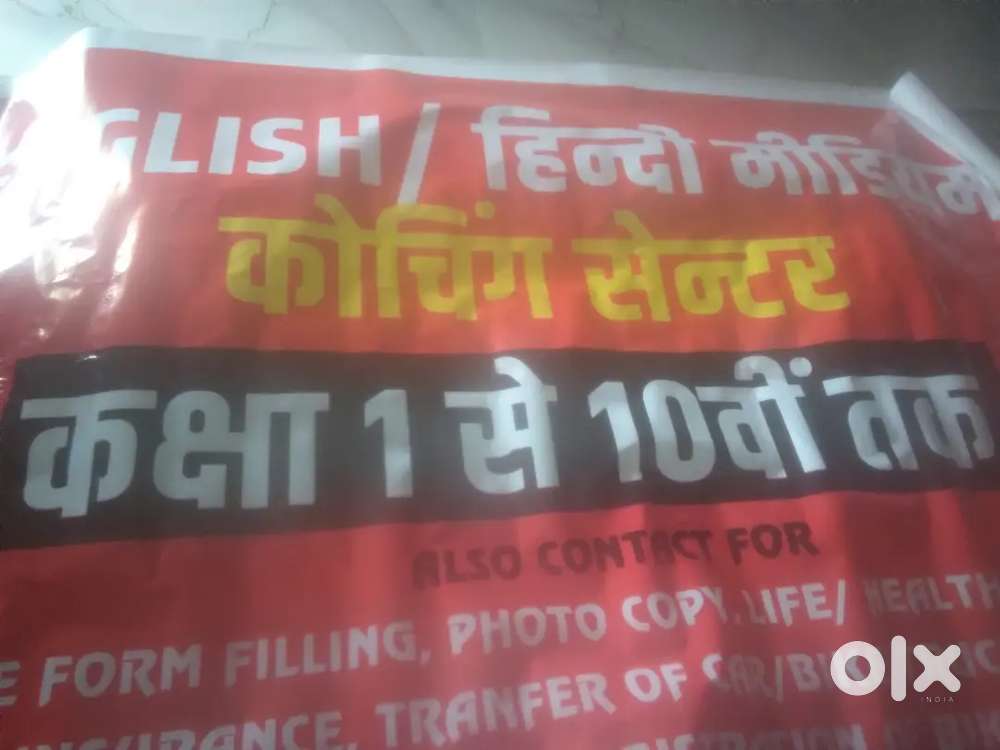 GLISH / हिन्दी मीडियम
कोचिंग सेन्टर
कक्षा 1 से 10वीं तक
ALSO CONTACT FOR
E FORM FILLING, PHOTO COPY, LIFE/ HEALTH
INSURANCE, TRANFER OF CAR/
olx
INDIA